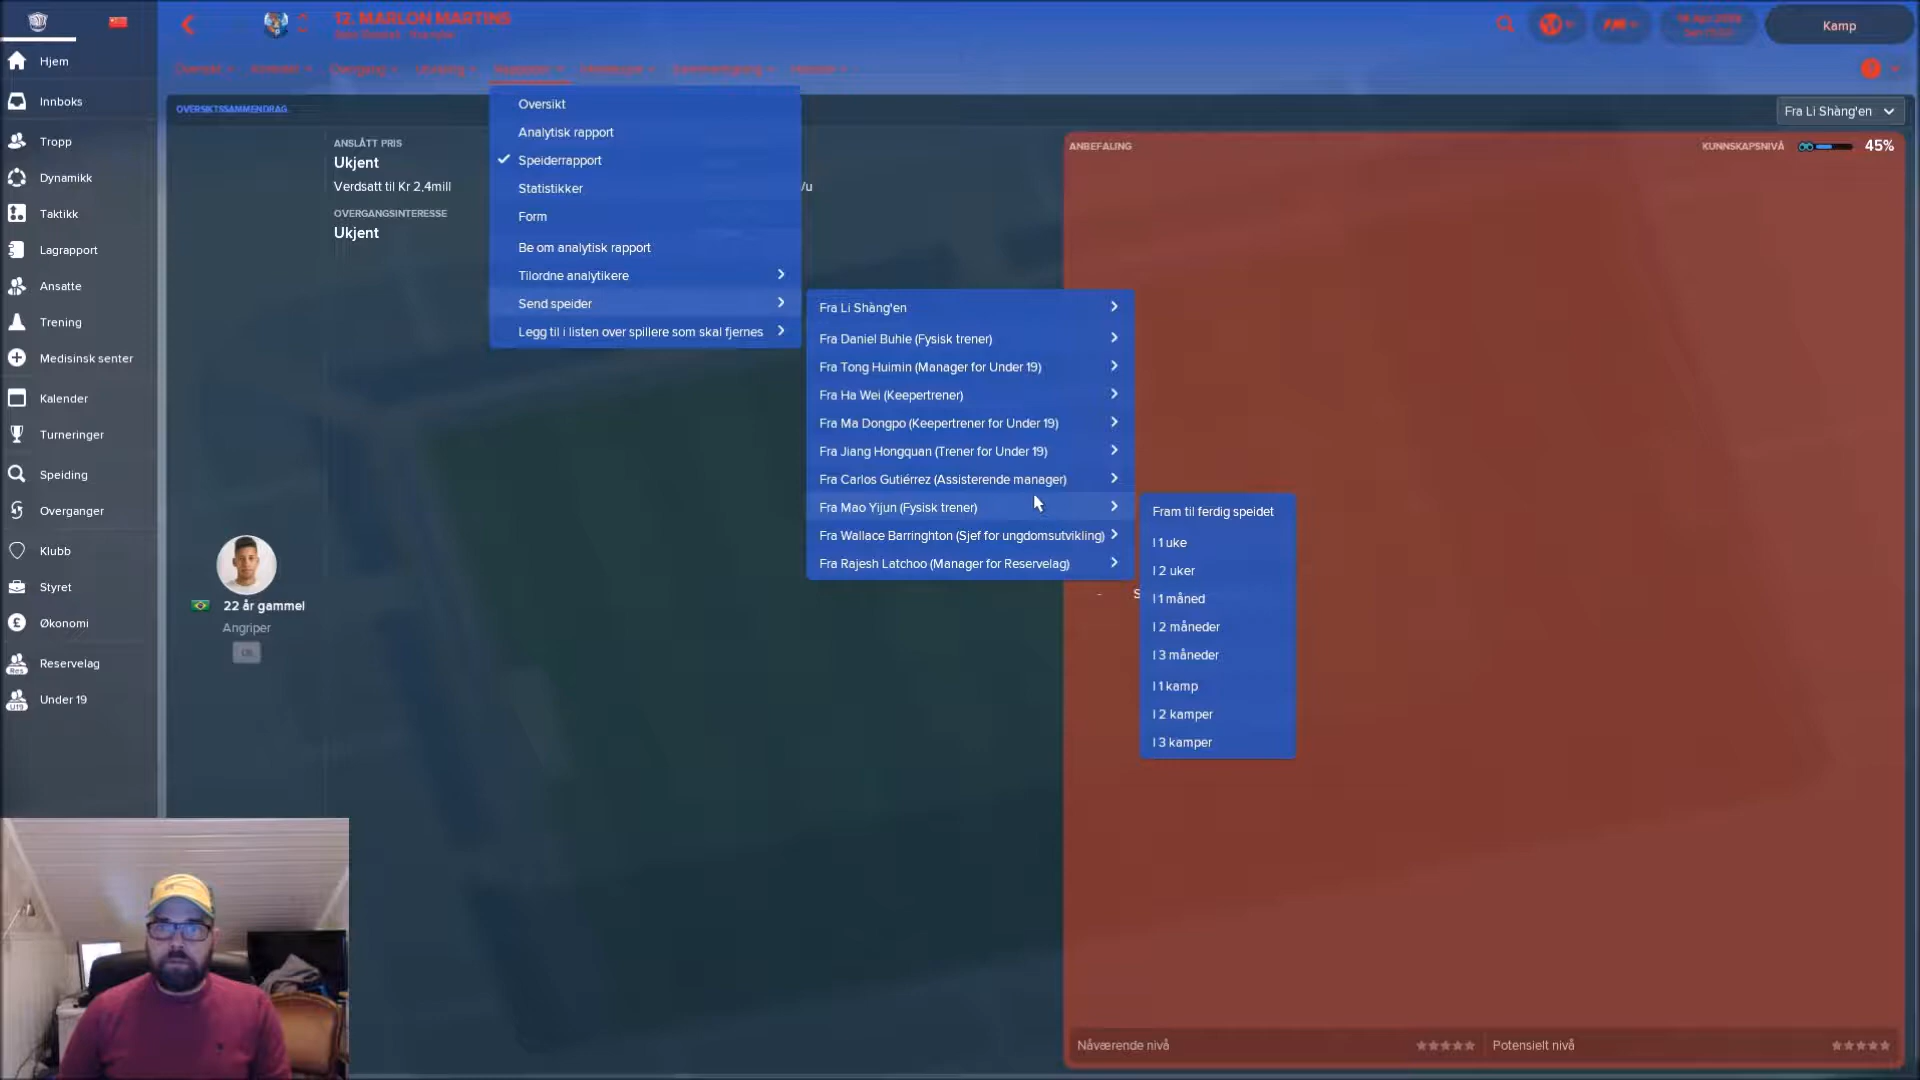 12. MARLON MARTINS
Kamp
Hjem
Innboks
Tropp
Dynamikk
Taktikk
Lagrapport
Ansatte
Trening
Medisinsk senter
Kalender
Turneringer
Speiding
Overganger
Klubb
Styret
Økonomi
Reservelag
Under 19
OVERSIKTSSAMMENDRAG
Fra Li Shàng'en
ANSLÅTT PRIS
Ukjent
Verdsatt til Kr 2,4mill
/u
OVERGANGSINTERESSE
Ukjent
Oversikt
Analytisk rapport
Speiderrapport
Statistikker
Form
Be om analytisk rapport
Tilordne analytikere
Send speider
Legg til i listen over spillere som skal fjernes
Fra Li Shàng'en
Fra Daniel Buhle (Fysisk trener)
Fra Tong Huimin (Manager for Under 19)
Fra Ha Wei (Keepertrener)
Fra Ma Dongpo (Keepertrener for Under 19)
Fra Jiang Hongquan (Trener for Under 19)
Fra Carlos Gutiérrez (Assisterende manager)
Fra Mao Yijun (Fysisk trener)
Fra Wallace Barringhton (Sjef for ungdomsutvikling)
Fra Rajesh Latchoo (Manager for Reservelag)
Fram til ferdig speidet
I 1 uke
I 2 uker
I 1 måned
I 2 måneder
I 3 måneder
I 1 kamp
I 2 kamper
I 3 kamper
ANBEFALING
KUNNSKAPSNIVÅ 45%
- S
22 år gammel
Angriper
Nåværende nivå
Potensielt nivå